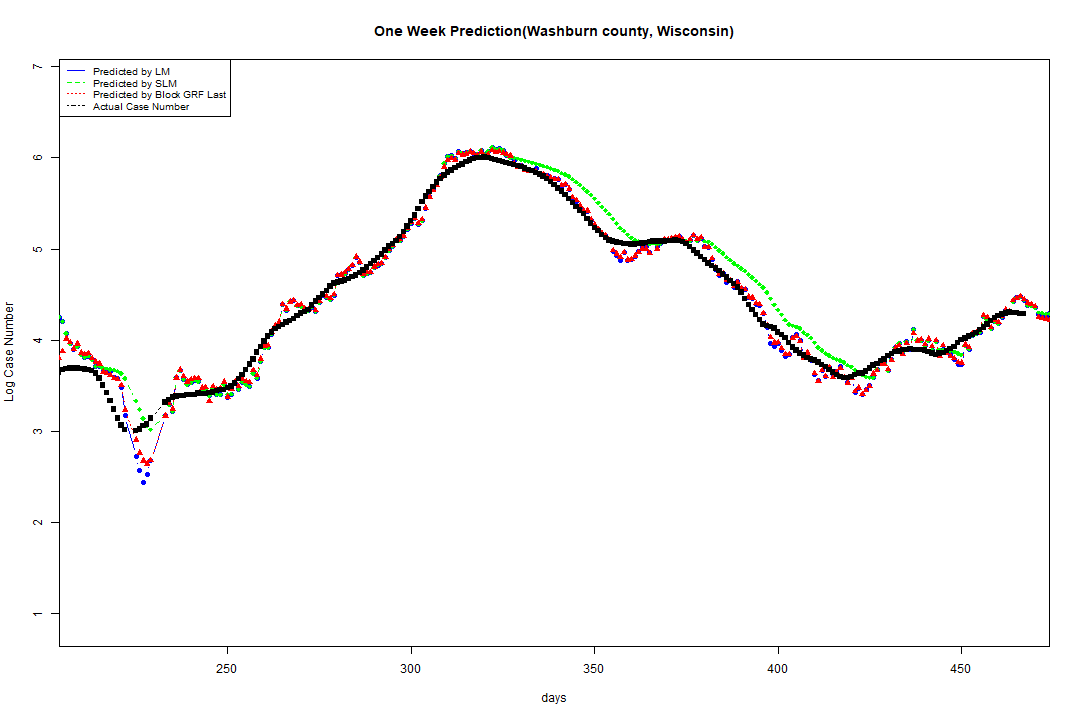 One Week Prediction(Washburn county, Wisconsin)
Predicted by LM
Predicted by SLM
Predicted by Block GRF Last
Actual Case Number
Log Case Number
7
6
5
4
3
2
1
250
300
350
400
450
days